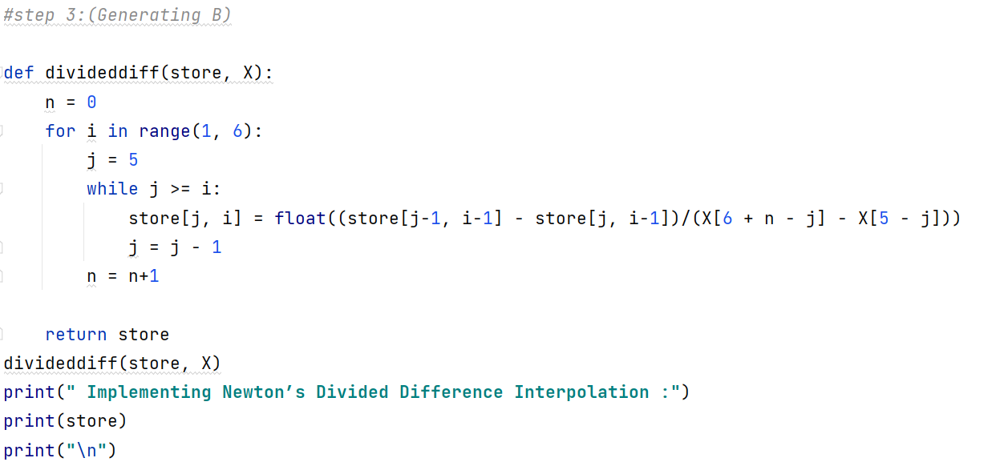 #step 3:(Generating B)
def divideddiff(store, X):
    n = 0
    for i in range(1, 6):
        j = 5
        while j >= i:
            store[j, i] = float((store[j-1, i-1] - store[j, i-1])/(X[6 + n - j] - X[5 - j]))
            j = j - 1
        n = n+1
    return store
divideddiff(store, X)
print(" Implementing Newton’s Divided Difference Interpolation :")
print(store)
print("\n")